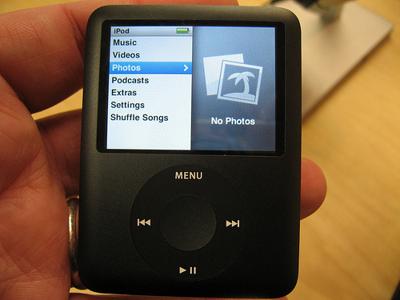 iPod
Music
Videos
Photos
Podcasts
Extras
Settings
Shuffle Songs
No Photos
MENU